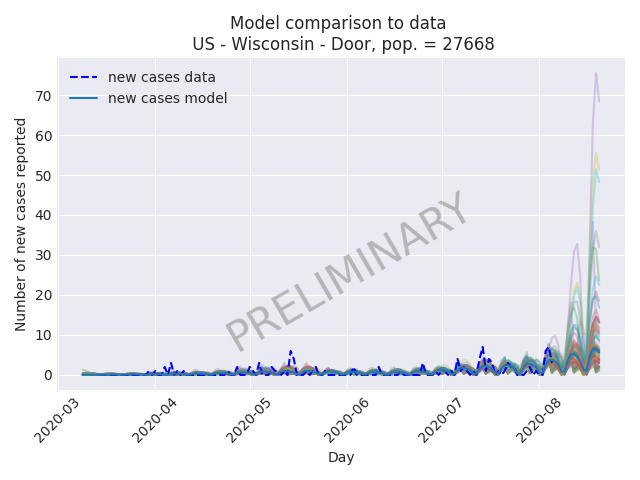 Model comparison to data
US - Wisconsin - Door, pop. = 27668
new cases data
new cases model
Number of new cases reported
70
60
50
40
30
20
10
0
PRELIMINARY
2020-03
2020-04
2020-05
2020-06
2020-07
2020-08
Day